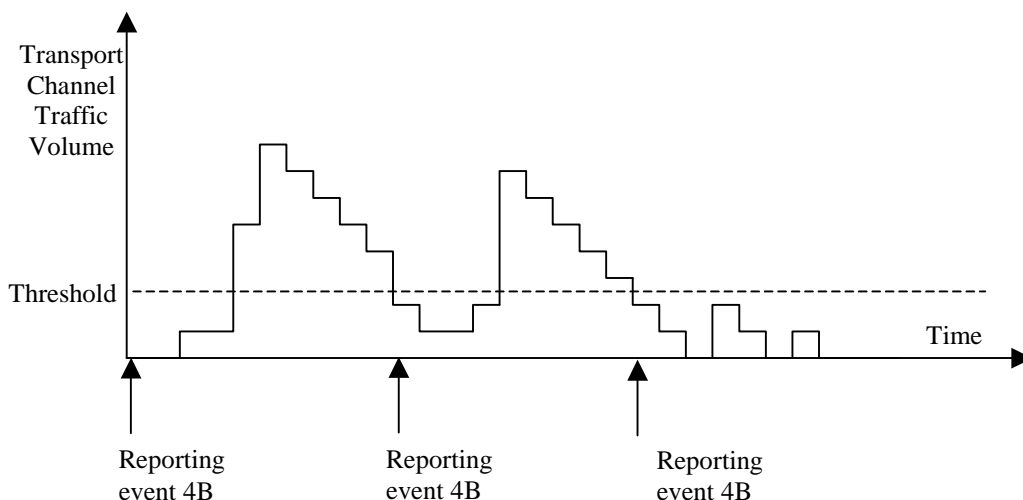 Transport
Channel
Traffic
Volume
Threshold
Time
Reporting
event 4B
Reporting
event 4B
Reporting
event 4B